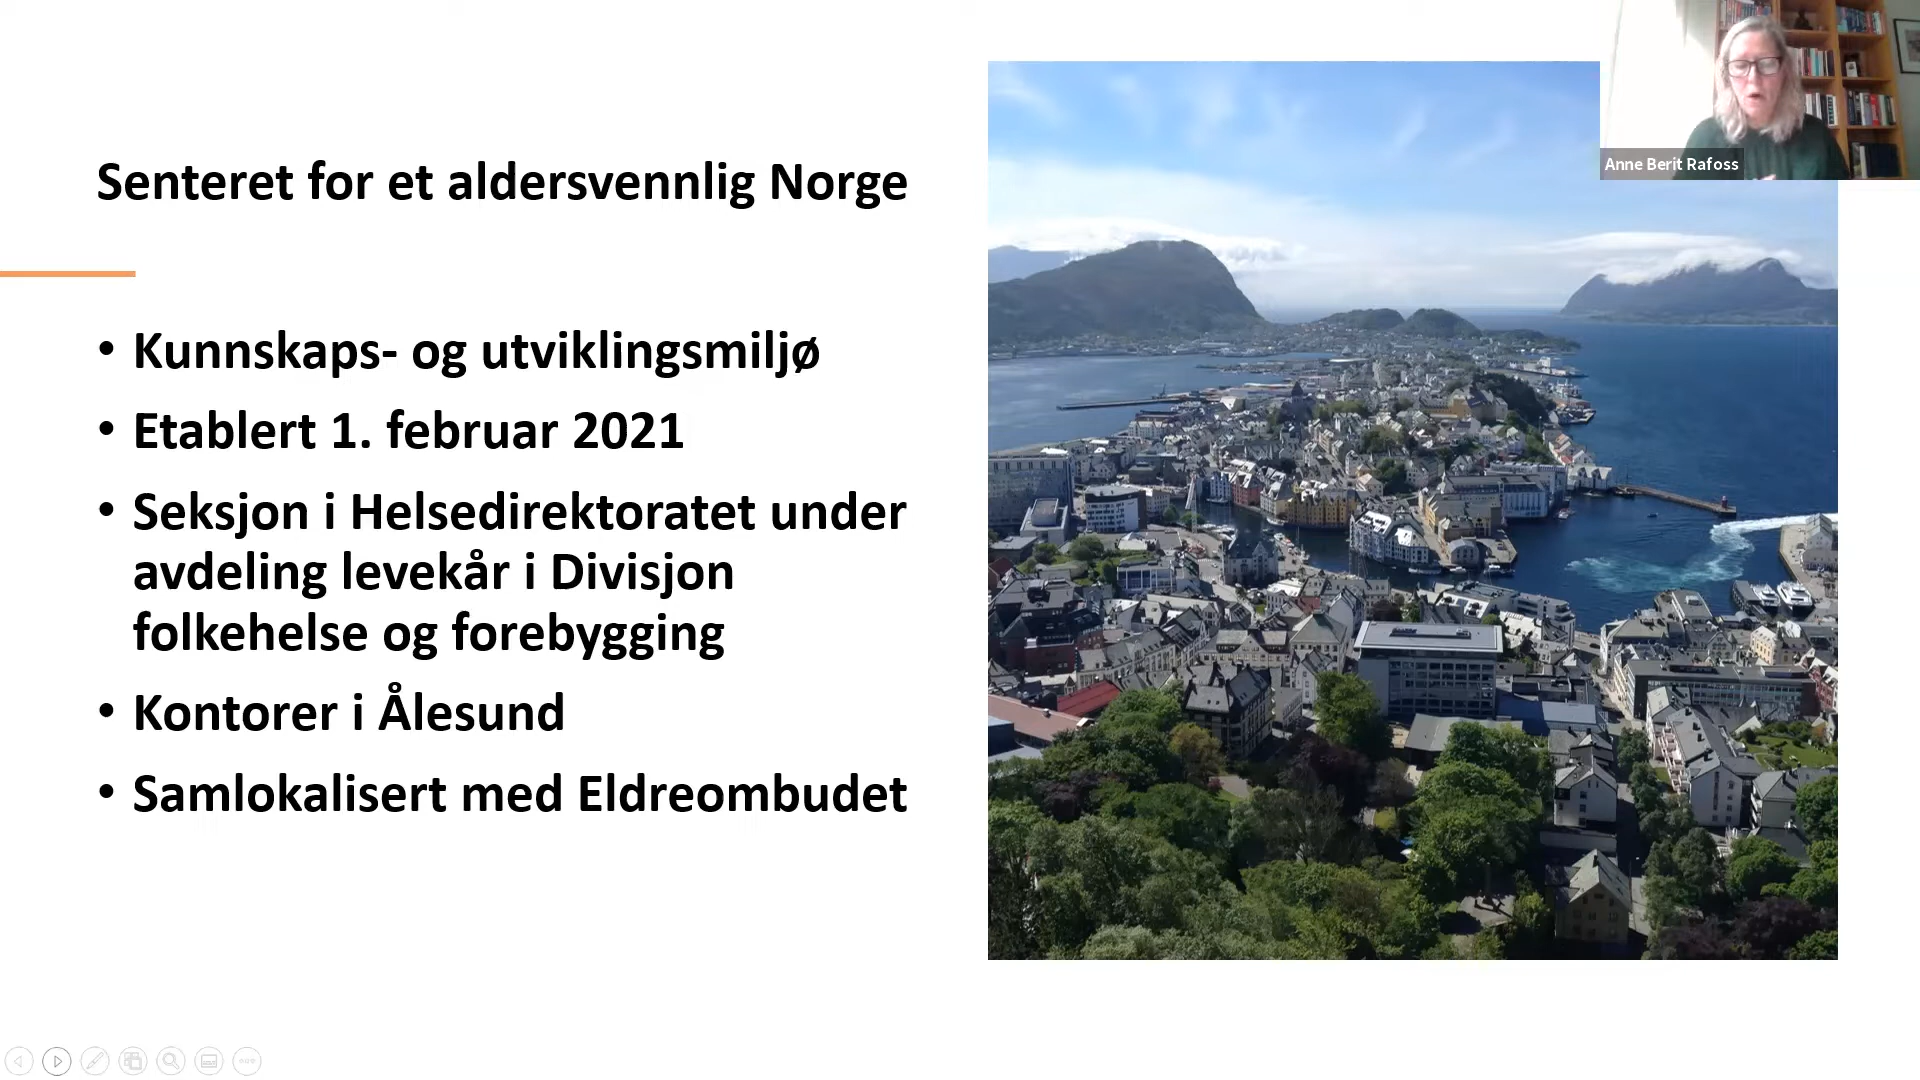 Senteret for et aldersvennlig Norge
• Kunnskaps- og utviklingsmiljø
• Etablert 1. februar 2021
• Seksjon i Helsedirektoratet under
avdeling levekår i Divisjon
folkehelse og forebygging
• Kontorer i Ålesund
• Samlokalisert med Eldreombudet
Anne Berit Rafoss